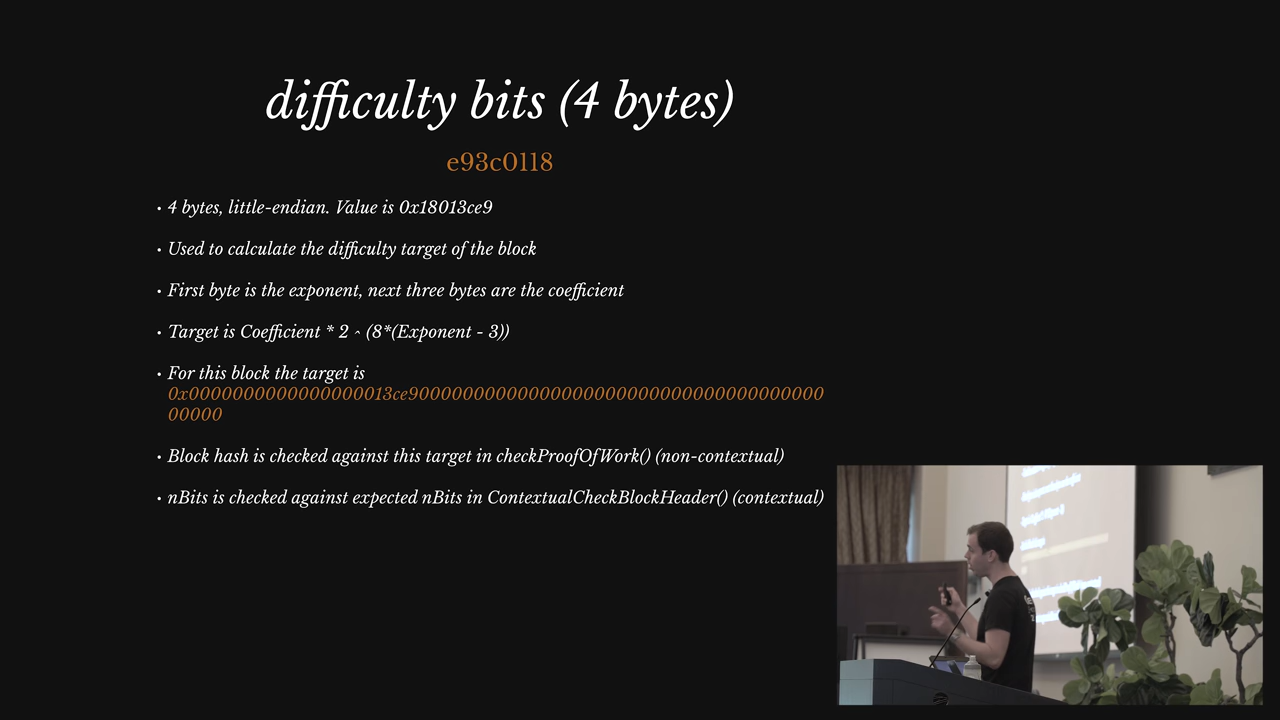 difficulty bits (4 bytes)
e93c0118
• 4 bytes, little-endian. Value is 0x18013ce9
• Used to calculate the difficulty target of the block
• First byte is the exponent, next three bytes are the coefficient
• Target is Coefficient * 2 ^ (8*(Exponent - 3))
• For this block the target is
0x0000000000000000013ce90000000000000000000000000000000000000
00000
• Block hash is checked against this target in checkProofOfWork() (non-contextual)
• nBits is checked against expected nBits in ContextualCheckBlockHeader() (contextual)